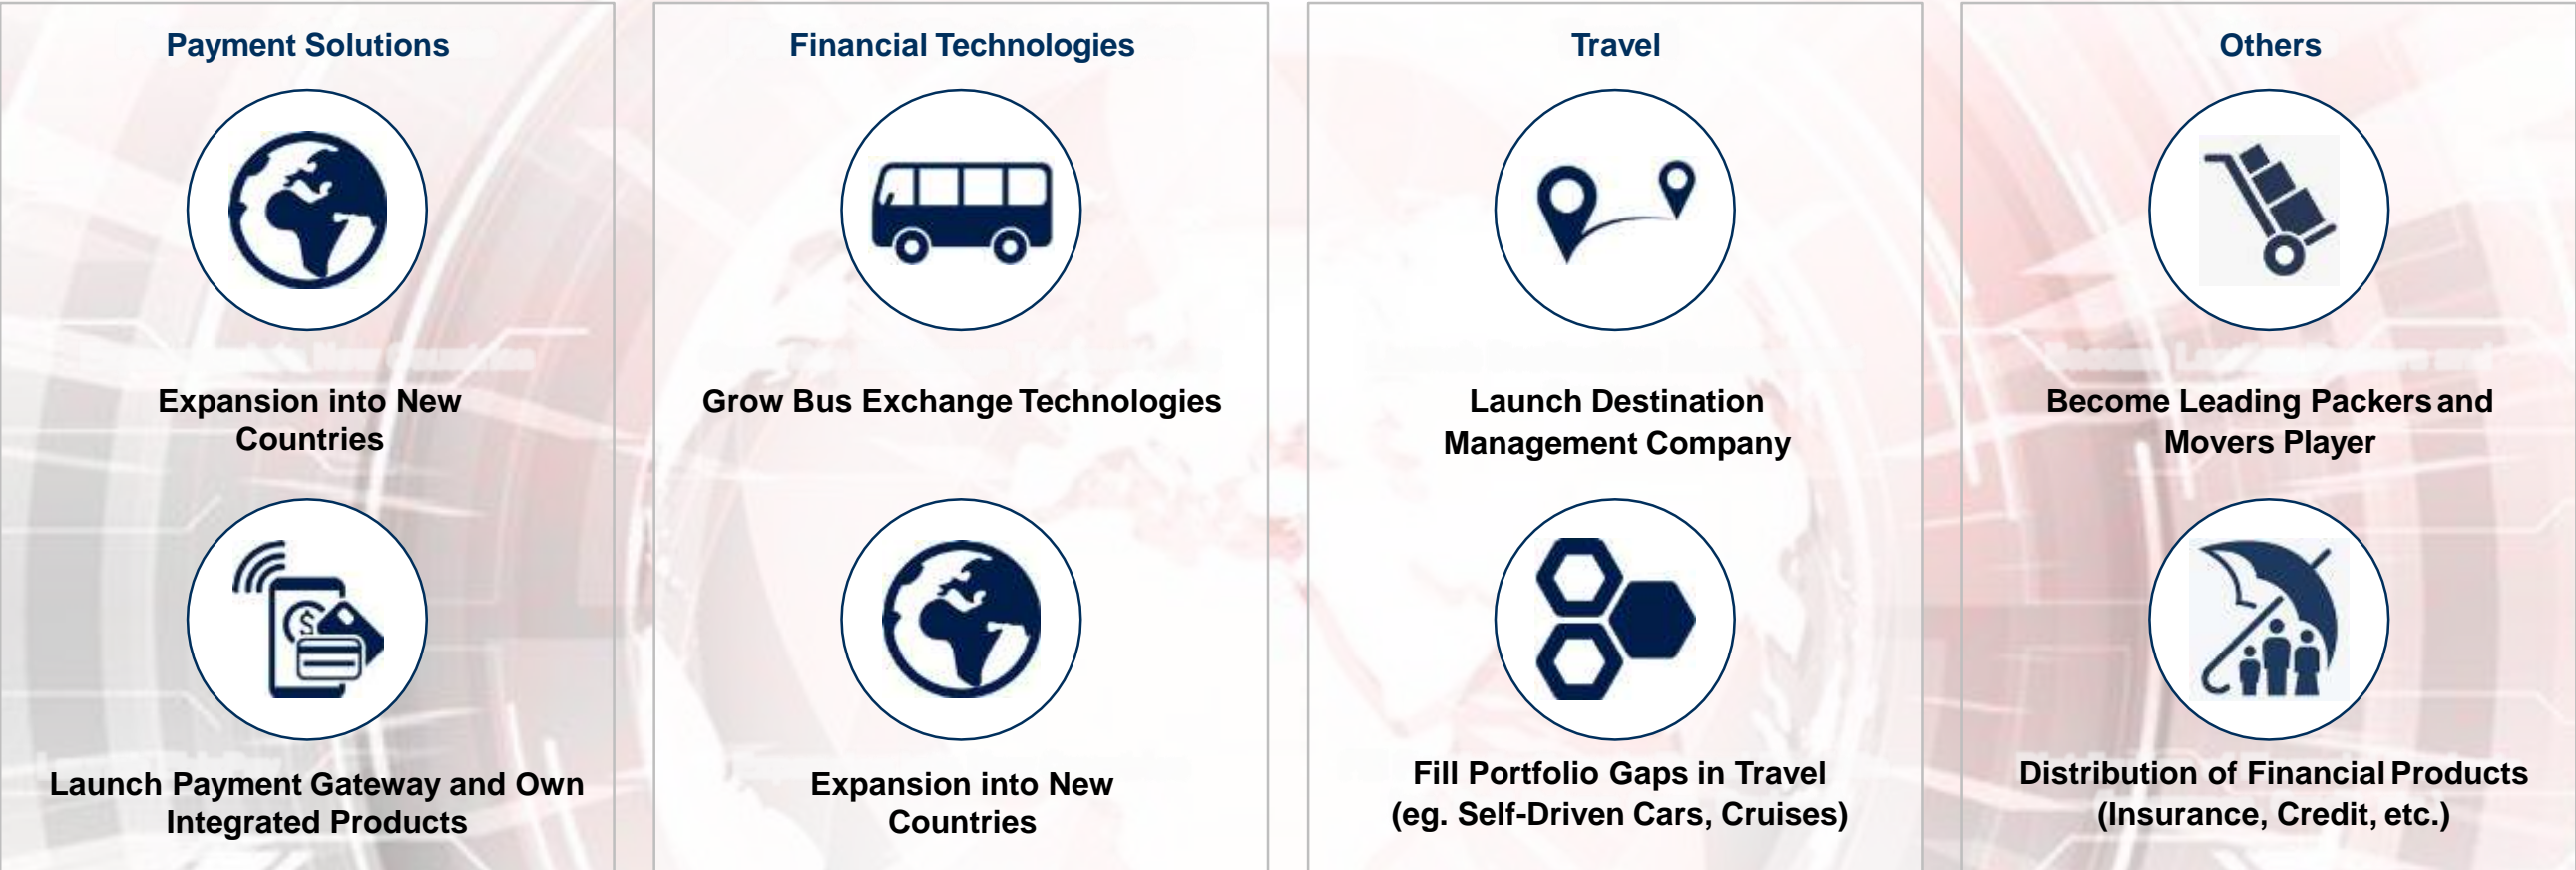 Payment Solutions
Expansion into New
Countries
Launch Payment Gateway and Own
Integrated Products
Financial Technologies
Grow Bus Exchange Technologies
Expansion into New
Countries
Travel
Launch Destination
Management Company
Fill Portfolio Gaps in Travel
(eg. Self-Driven Cars, Cruises)
Others
Become Leading Packers and
Movers Player
Distribution of Financial Products
(Insurance, Credit, etc.)